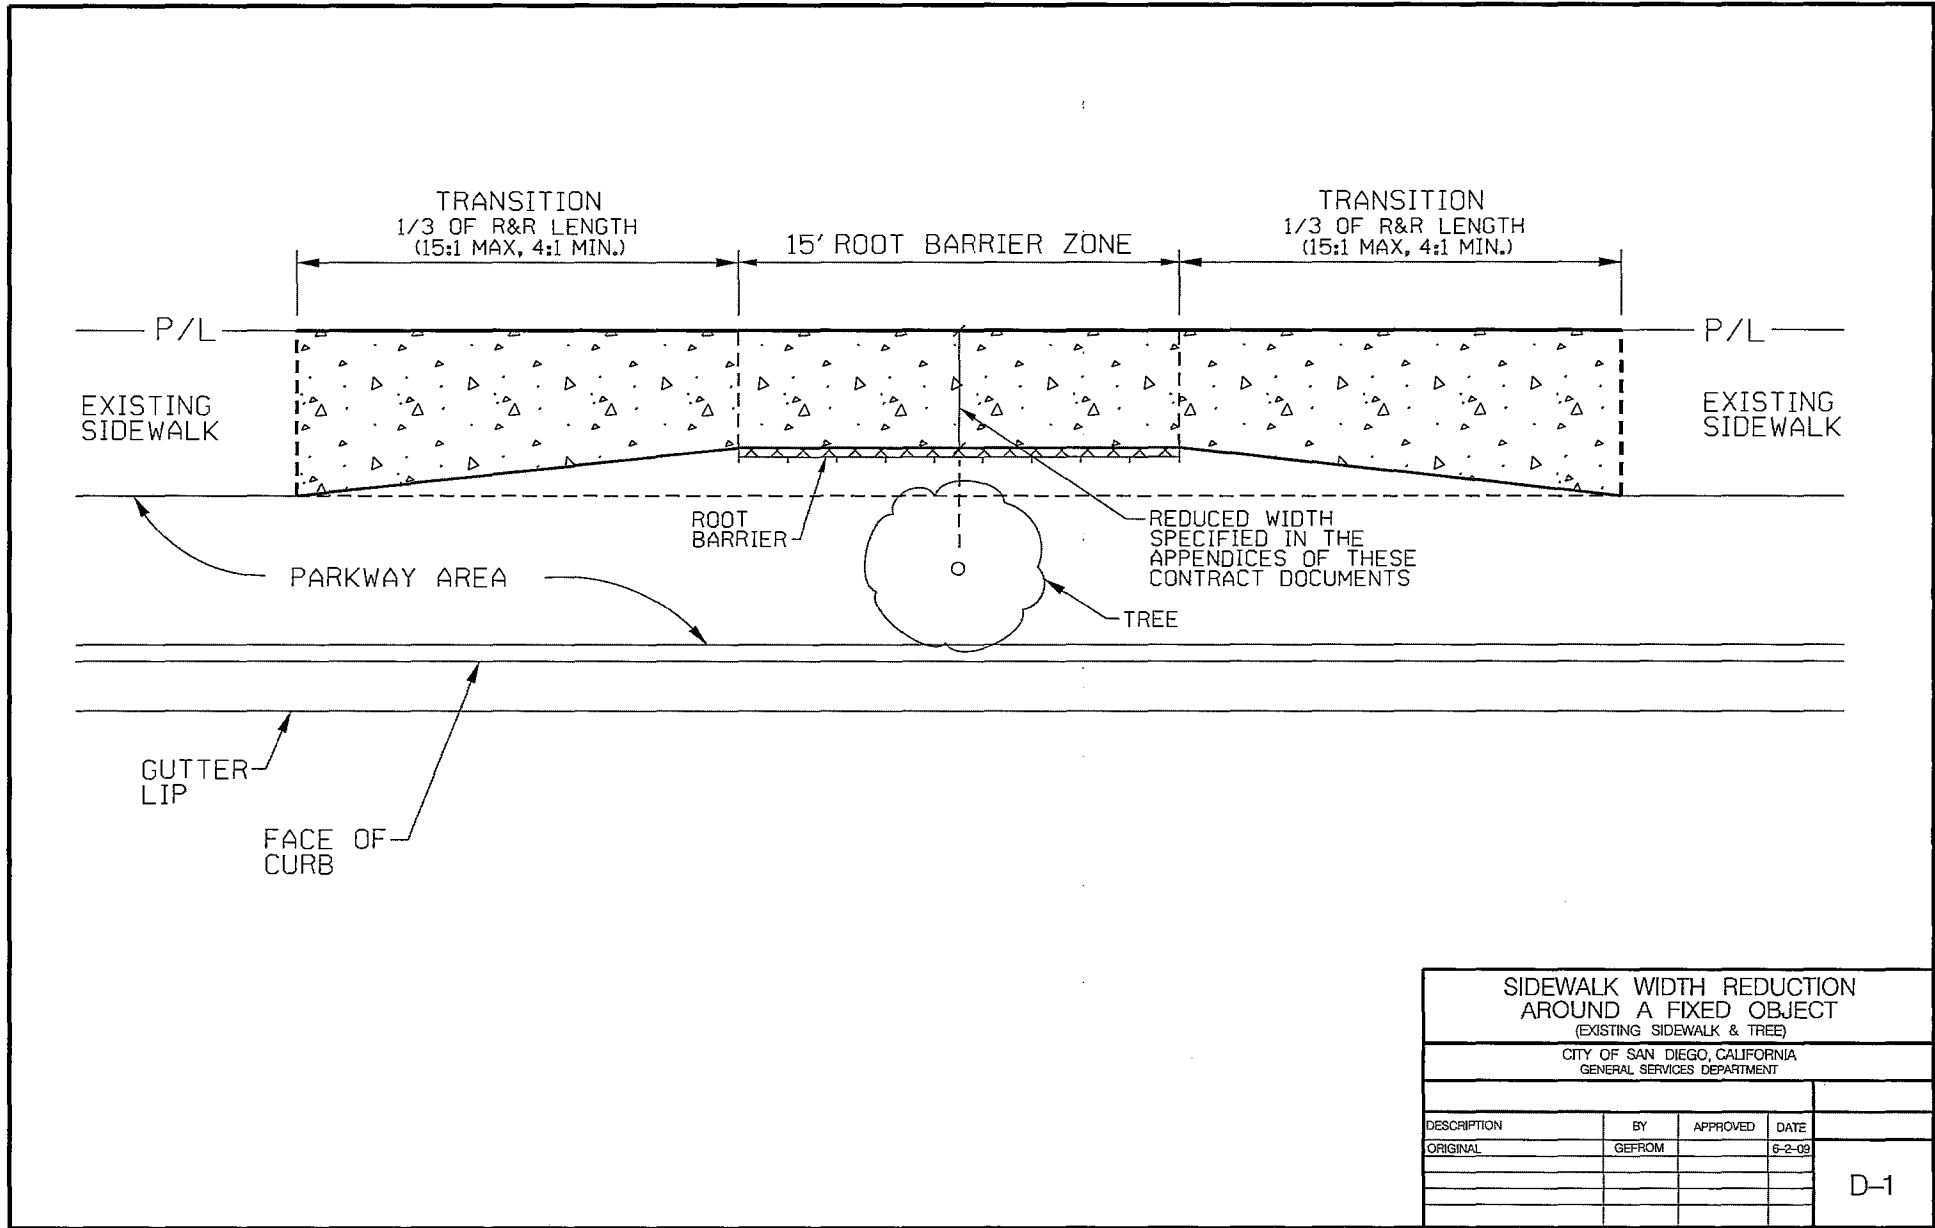 TRANSITION
1/3 OF R&R LENGTH
(15:1 MAX, 4:1 MIN.)
15' ROOT BARRIER ZONE
TRANSITION
1/3 OF R&R LENGTH
(15:1 MAX, 4:1 MIN.)
P/L
P/L
EXISTING
SIDEWALK
EXISTING
SIDEWALK
ROOT
BARRIER
REDUCED WIDTH
SPECIFIED IN THE
APPENDICES OF THESE
CONTRACT DOCUMENTS
PARKWAY AREA
TREE
GUTTER
LIP
FACE OF
CURB
SIDEWALK WIDTH REDUCTION
AROUND A FIXED OBJECT
(EXISTING SIDEWALK & TREE)
CITY OF SAN DIEGO, CALIFORNIA
GENERAL SERVICES DEPARTMENT
DESCRIPTION BY APPROVED DATE
ORIGINAL GEFROM 6-2-09
D-1